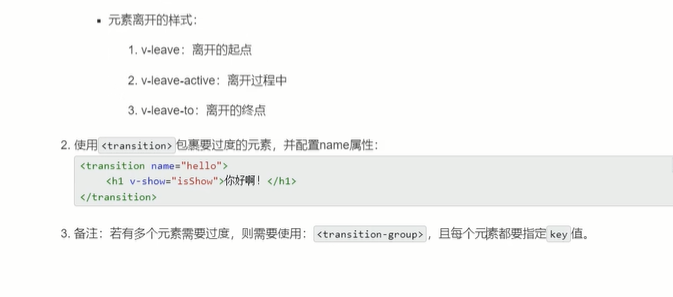 ▪ 元素离开的样式：
1. v-leave：离开的起点
2. v-leave-active：离开过程中
3. v-leave-to：离开的终点
2. 使用<transition>包裹要过度的元素，并配置name属性：
<transition name="hello">
<h1 v-show="isShow">你好啊！</h1>
</transition>
3. 备注：若有多个元素需要过度，则需要使用：<transition-group>，且每个元素都要指定key值。